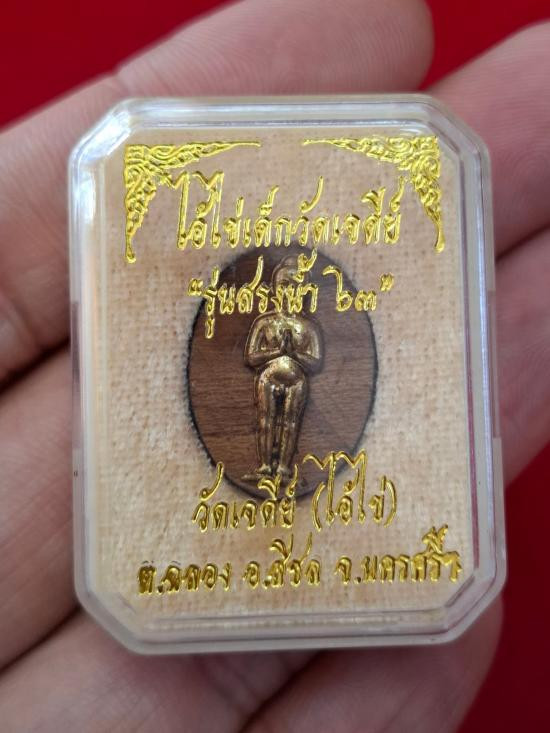 ไอ้ไข่เด็กวัดเจดีย์
"รุ่นสรงน้ำ ๖๓"
วัดเจดีย์ (ไอ้ไข่)
ต.ฉลอง อ.สิชล จ.นครศรีฯ